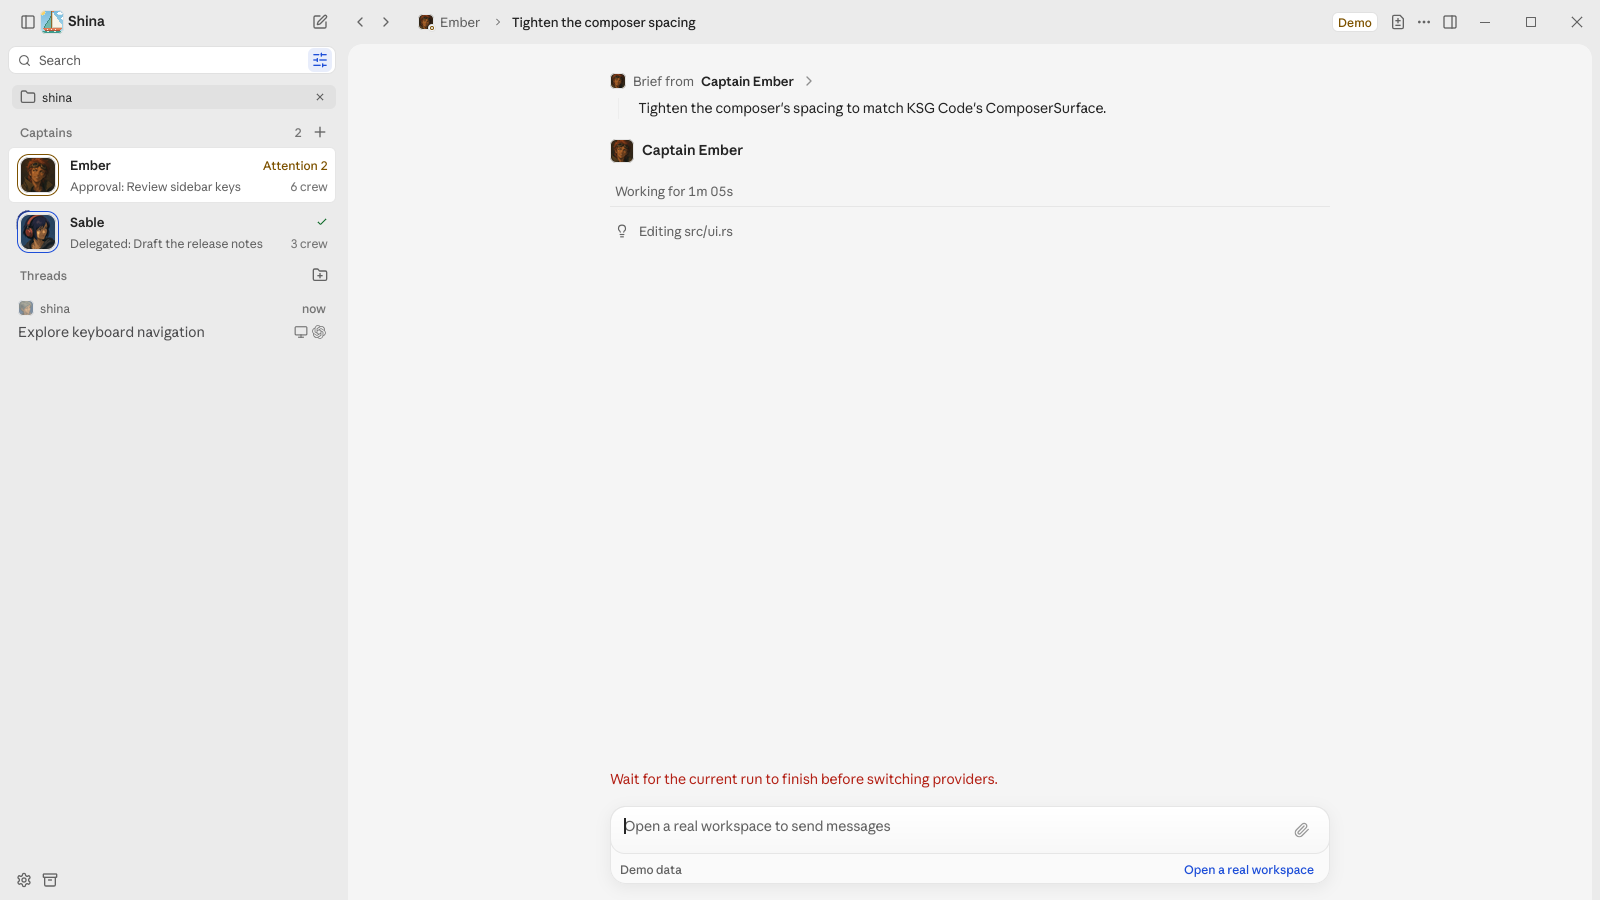 Shina
Search
shina
Captains 2
Ember Attention 2
Approval: Review sidebar keys 6 crew
Sable
Delegated: Draft the release notes 3 crew
Threads
shina now
Explore keyboard navigation
Ember Tighten the composer spacing
Demo
Brief from Captain Ember
Tighten the composer's spacing to match KSG Code's ComposerSurface.
Captain Ember
Working for 1m 05s
Editing src/ui.rs
Wait for the current run to finish before switching providers.
Open a real workspace to send messages
Demo data Open a real workspace